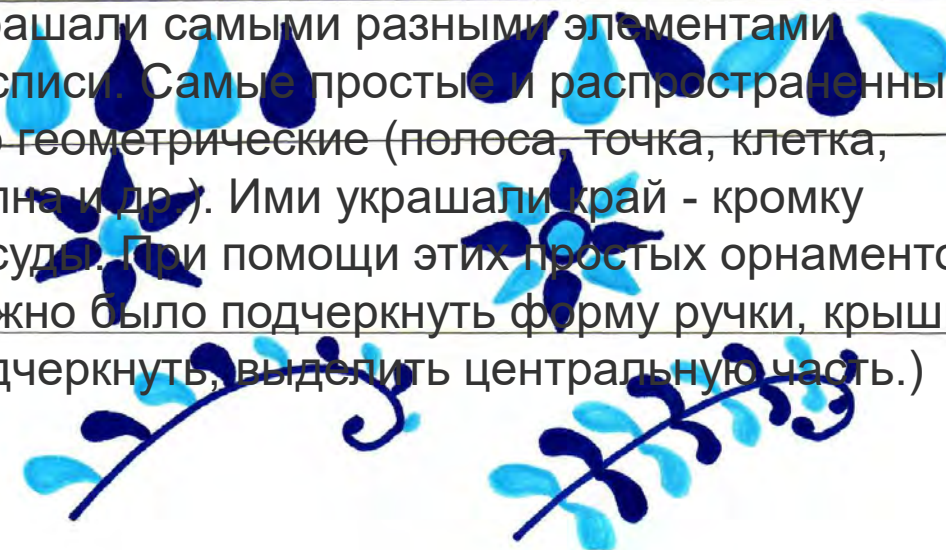 рашали самыми разными элементами
списи. Самые простые и распространенны
геометрические (полоса, точка, клетка,
лна и др.). Ими украшали край - кромку
суды. При помощи этих простых орнаменто
жно было подчеркнуть форму ручки, крыш
дчеркнуть, выделить центральную часть.)